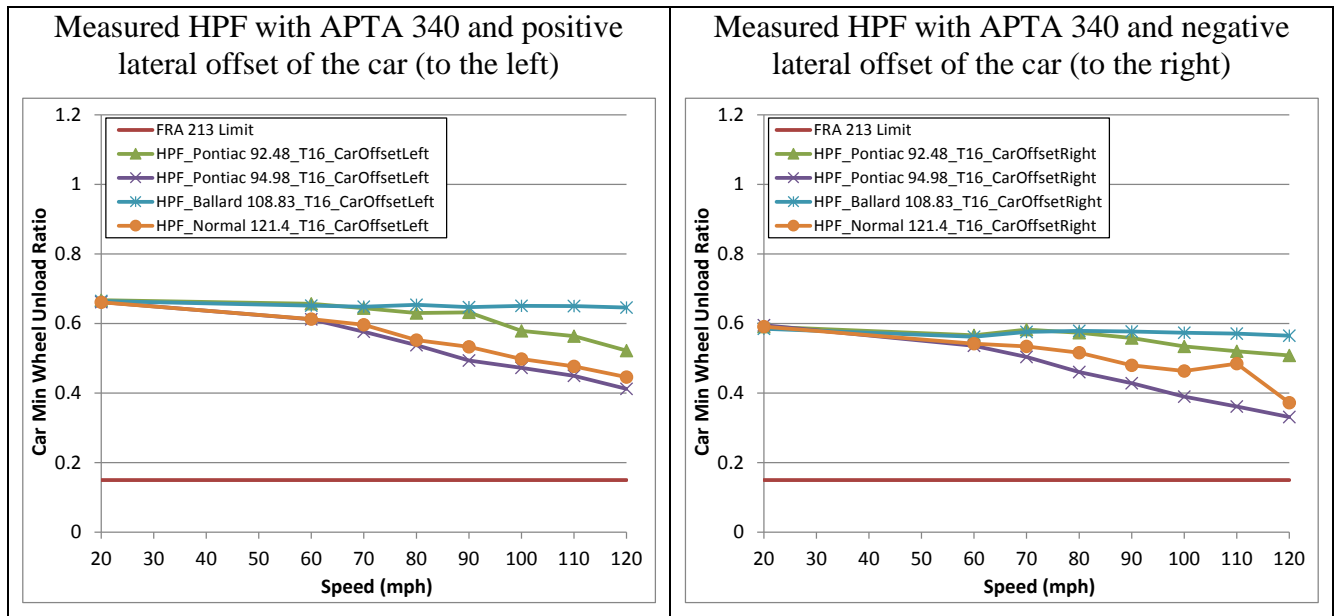 Measured HPF with APTA 340 and positive
lateral offset of the car (to the left)
1.2
1
0.8
0.6
0.4
0.2
0
Car Min Wheel Unload Ratio
FRA 213 Limit
HPF_Pontiac 92.48_T16_CarOffsetLeft
HPF_Pontiac 94.98_T16_CarOffsetLeft
HPF_Ballard 108.83_T16_CarOffsetLeft
HPF_Normal 121.4_T16_CarOffsetLeft
20 30 40 50 60 70 80 90 100 110 120
Speed (mph)
Measured HPF with APTA 340 and negative
lateral offset of the car (to the right)
1.2
1
0.8
0.6
0.4
0.2
0
Car Min Wheel Unload Ratio
FRA 213 Limit
HPF_Pontiac 92.48_T16_CarOffsetRight
HPF_Pontiac 94.98_T16_CarOffsetRight
HPF_Ballard 108.83_T16_CarOffsetRight
HPF_Normal 121.4_T16_CarOffsetRight
20 30 40 50 60 70 80 90 100 110 120
Speed (mph)